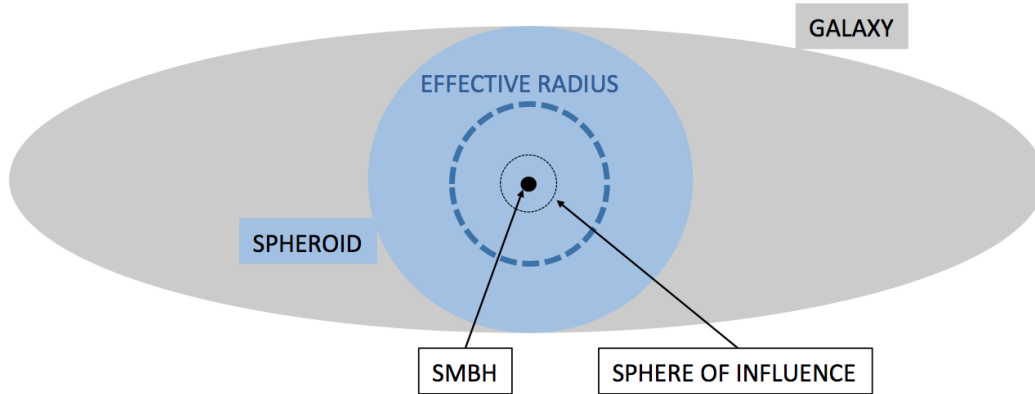 GALAXY
EFFECTIVE RADIUS
SPHEROID
SMBH
SPHERE OF INFLUENCE